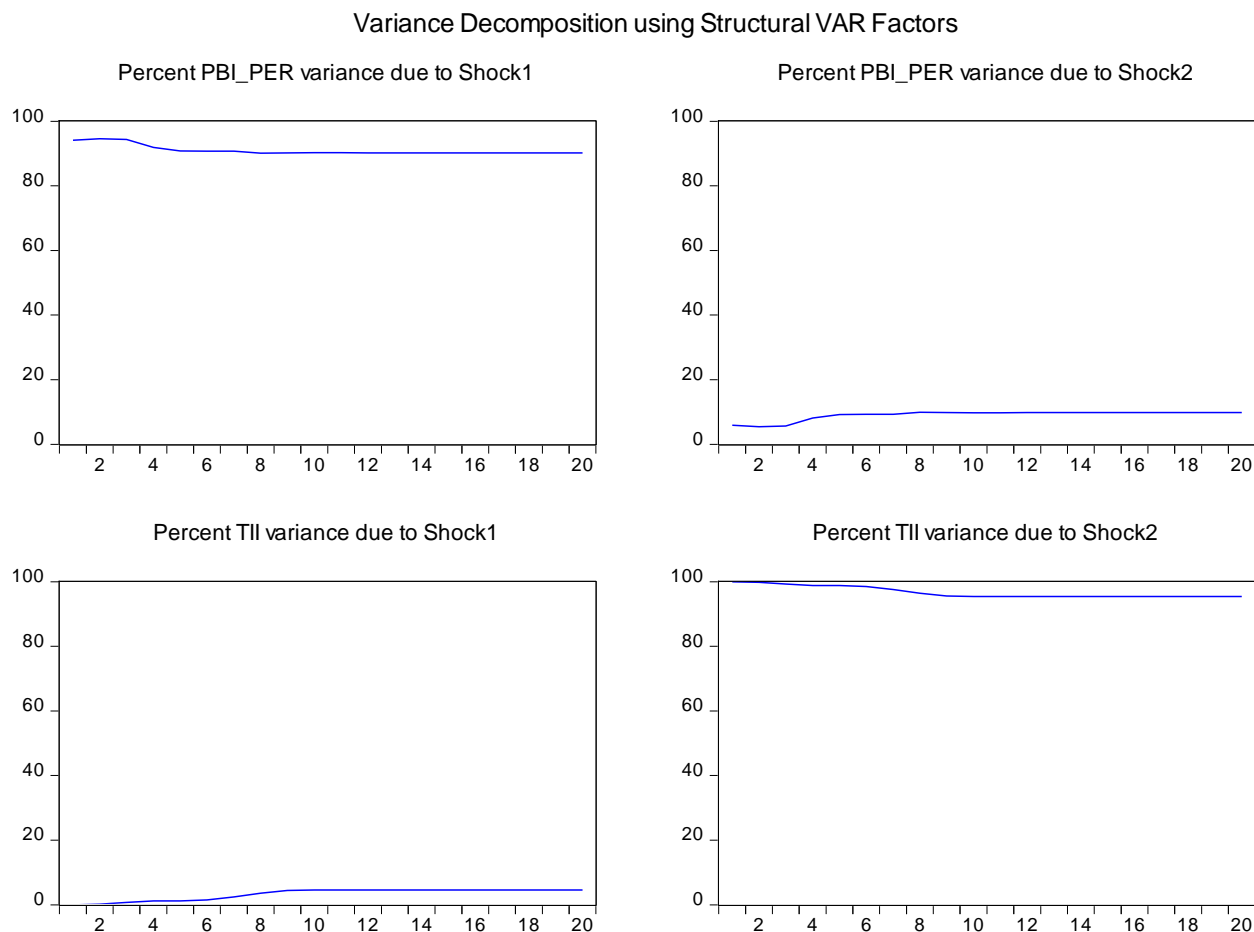 Variance Decomposition using Structural VAR Factors
Percent PBI_PER variance due to Shock1
100
80
60
40
20
0
2 4 6 8 10 12 14 16 18 20
Percent PBI_PER variance due to Shock2
100
80
60
40
20
0
2 4 6 8 10 12 14 16 18 20
Percent TII variance due to Shock1
100
80
60
40
20
0
2 4 6 8 10 12 14 16 18 20
Percent TII variance due to Shock2
100
80
60
40
20
0
2 4 6 8 10 12 14 16 18 20